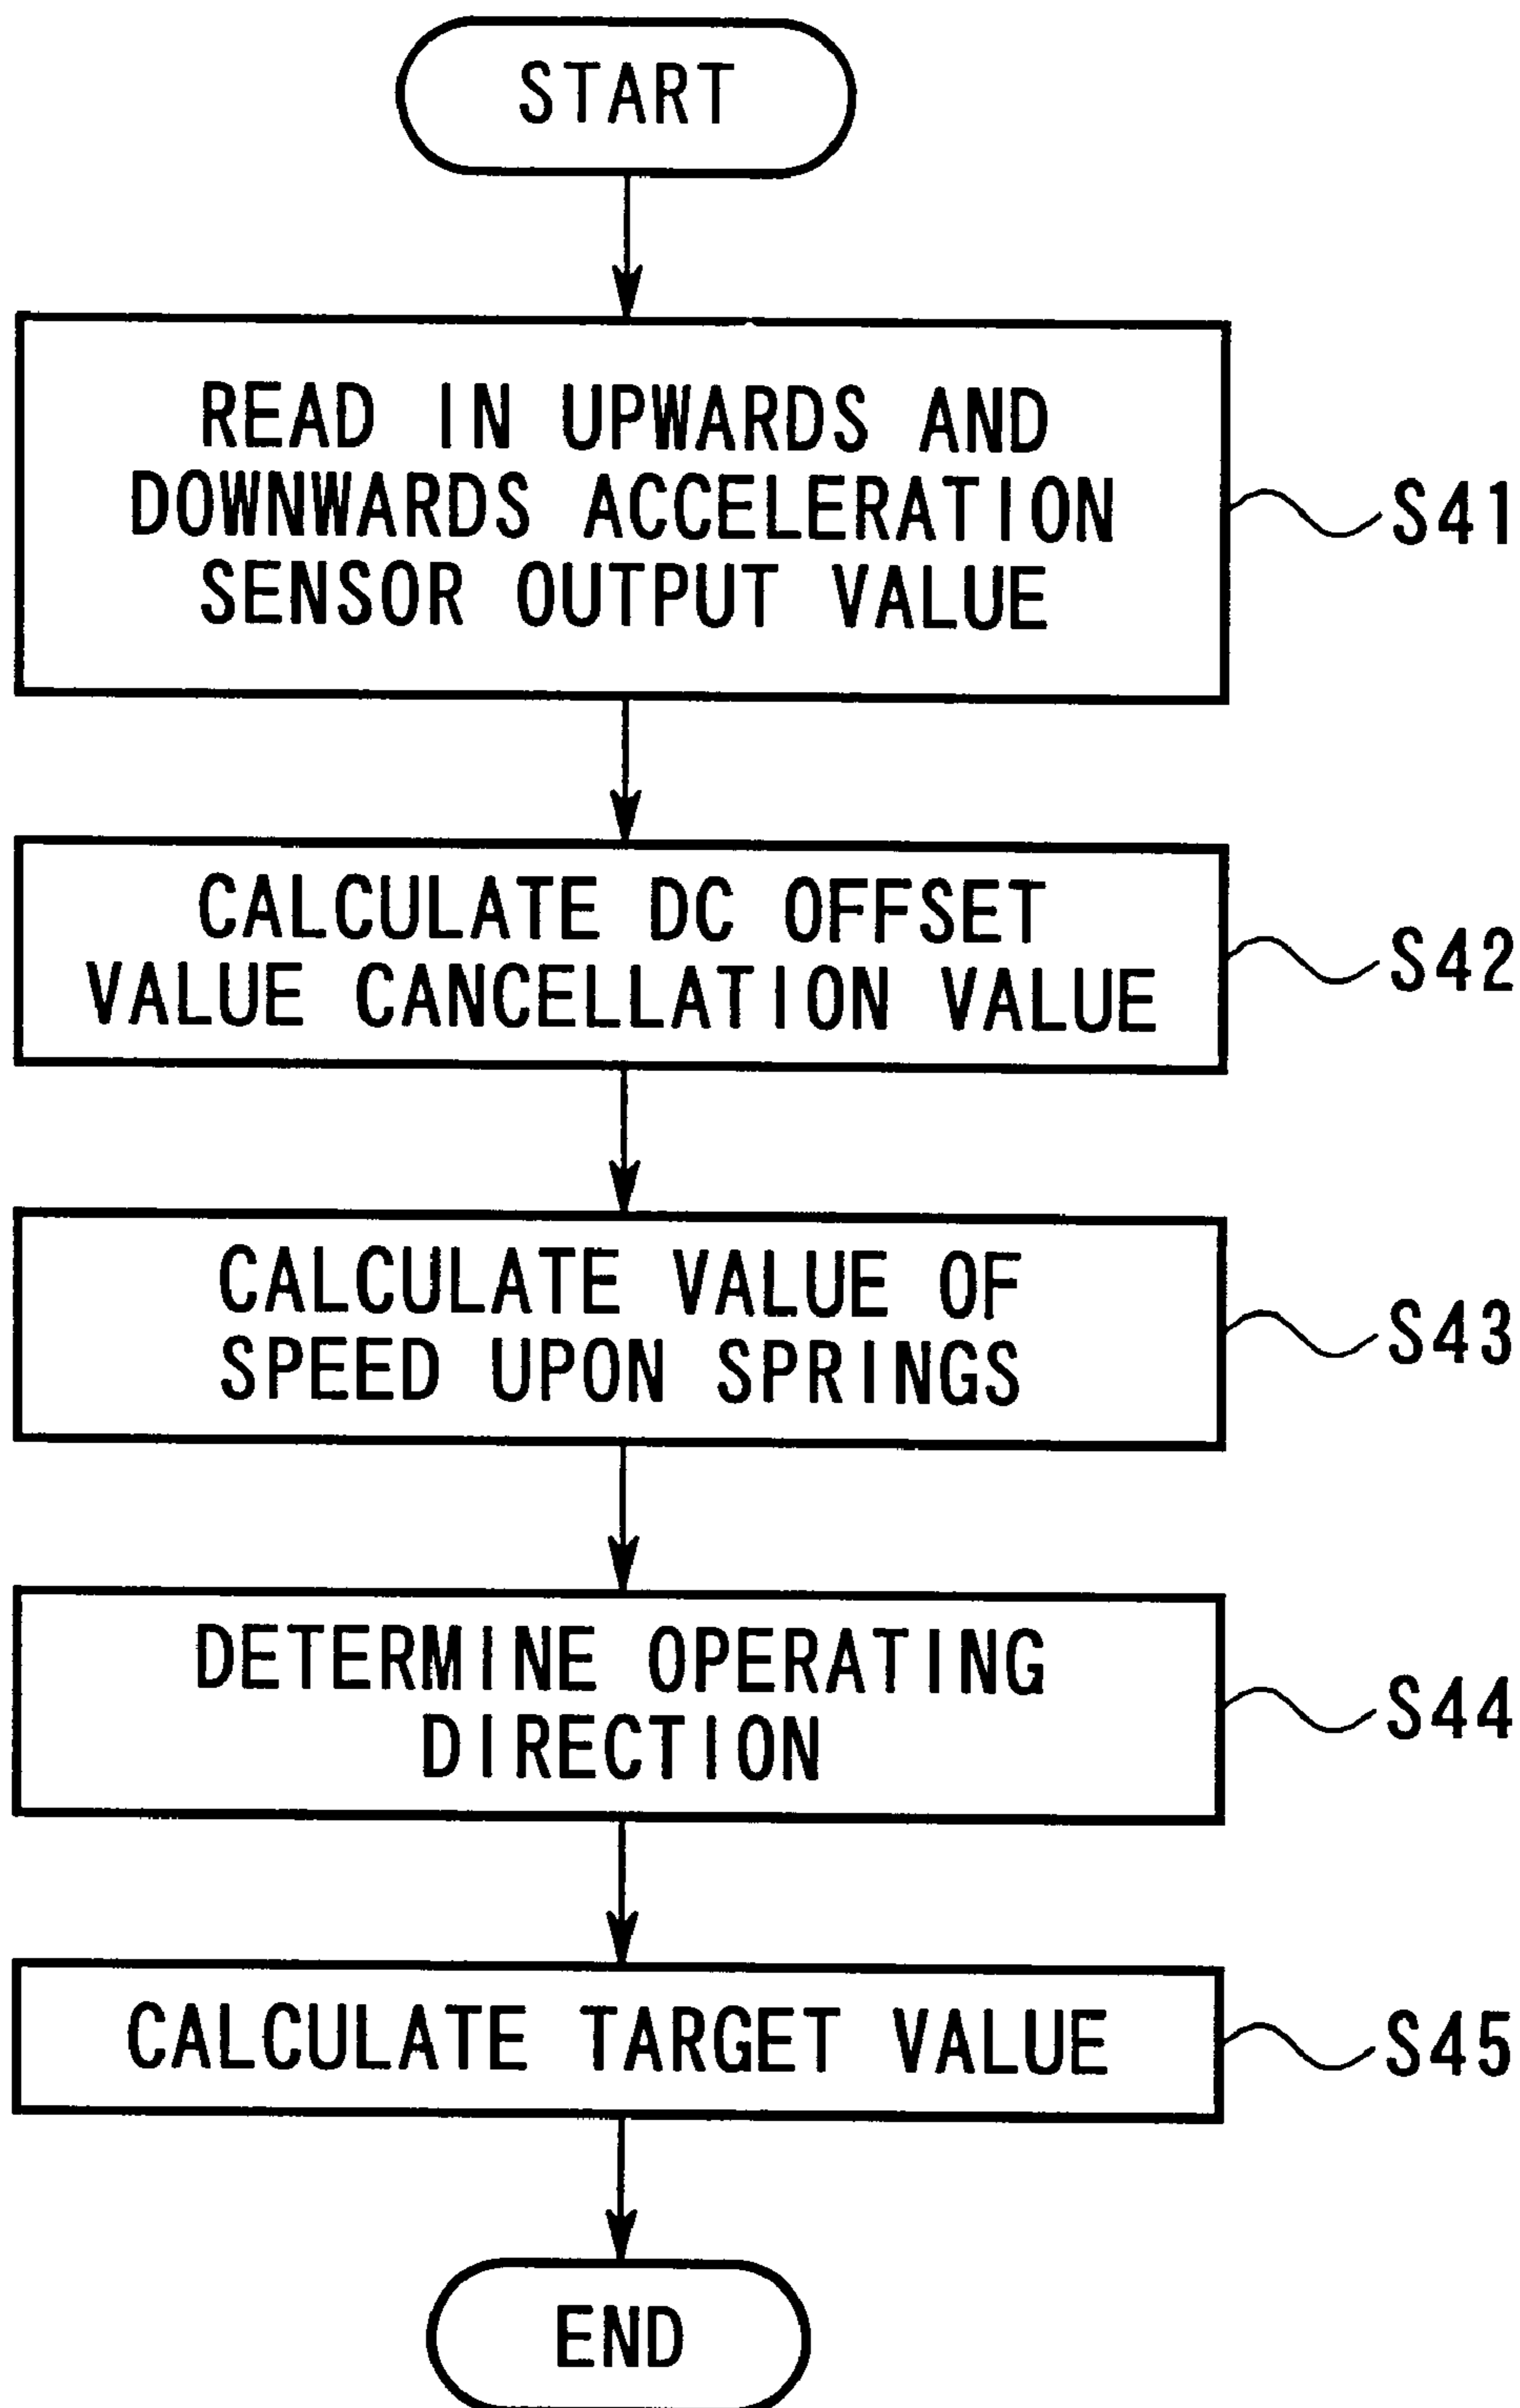 START
READ IN UPWARDS AND
DOWNWARDS ACCELERATION
SENSOR OUTPUT VALUE
S41
CALCULATE DC OFFSET
VALUE CANCELLATION VALUE
S42
CALCULATE VALUE OF
SPEED UPON SPRINGS
S43
DETERMINE OPERATING
DIRECTION
S44
CALCULATE TARGET VALUE
S45
END